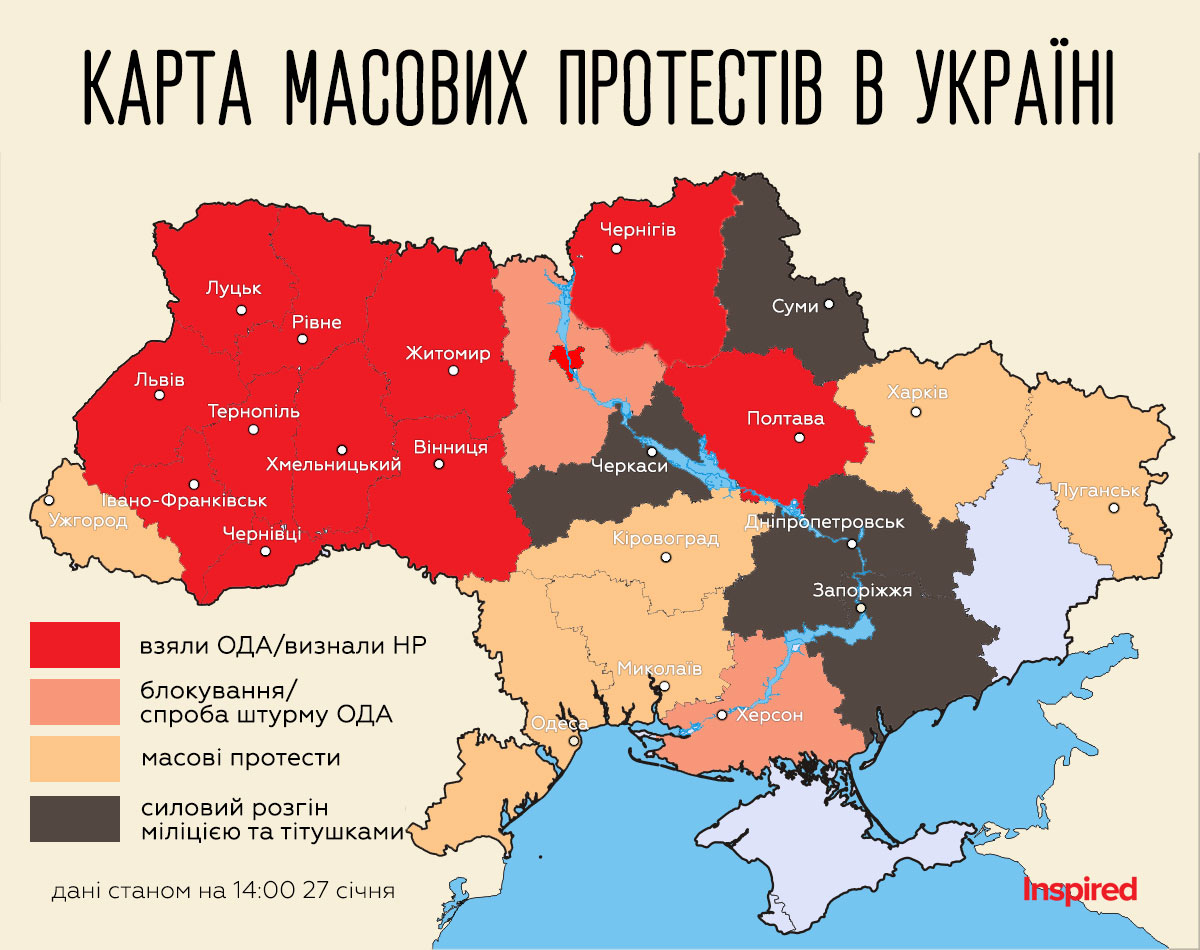 КАРТА МАСОВИХ ПРОТЕСТІВ В УКРАЇНІ
Чернігів
Луцьк
Суми
Рівне
Житомир
Львів
Харків
Тернопіль
Полтава
Вінниця
Хмельницький
Черкаси
Луганськ
Івано-Франківськ
Ужгород
Дніпропетровськ
Чернівці
Кіровоград
Запоріжжя
Миколаїв
Херсон
Одеса
взяли ОДА/визнали НР
блокування/
спроба штурму ОДА
масові протести
силовий розгін
міліцією та тітушками
дані станом на 14:00 27 січня
Inspired